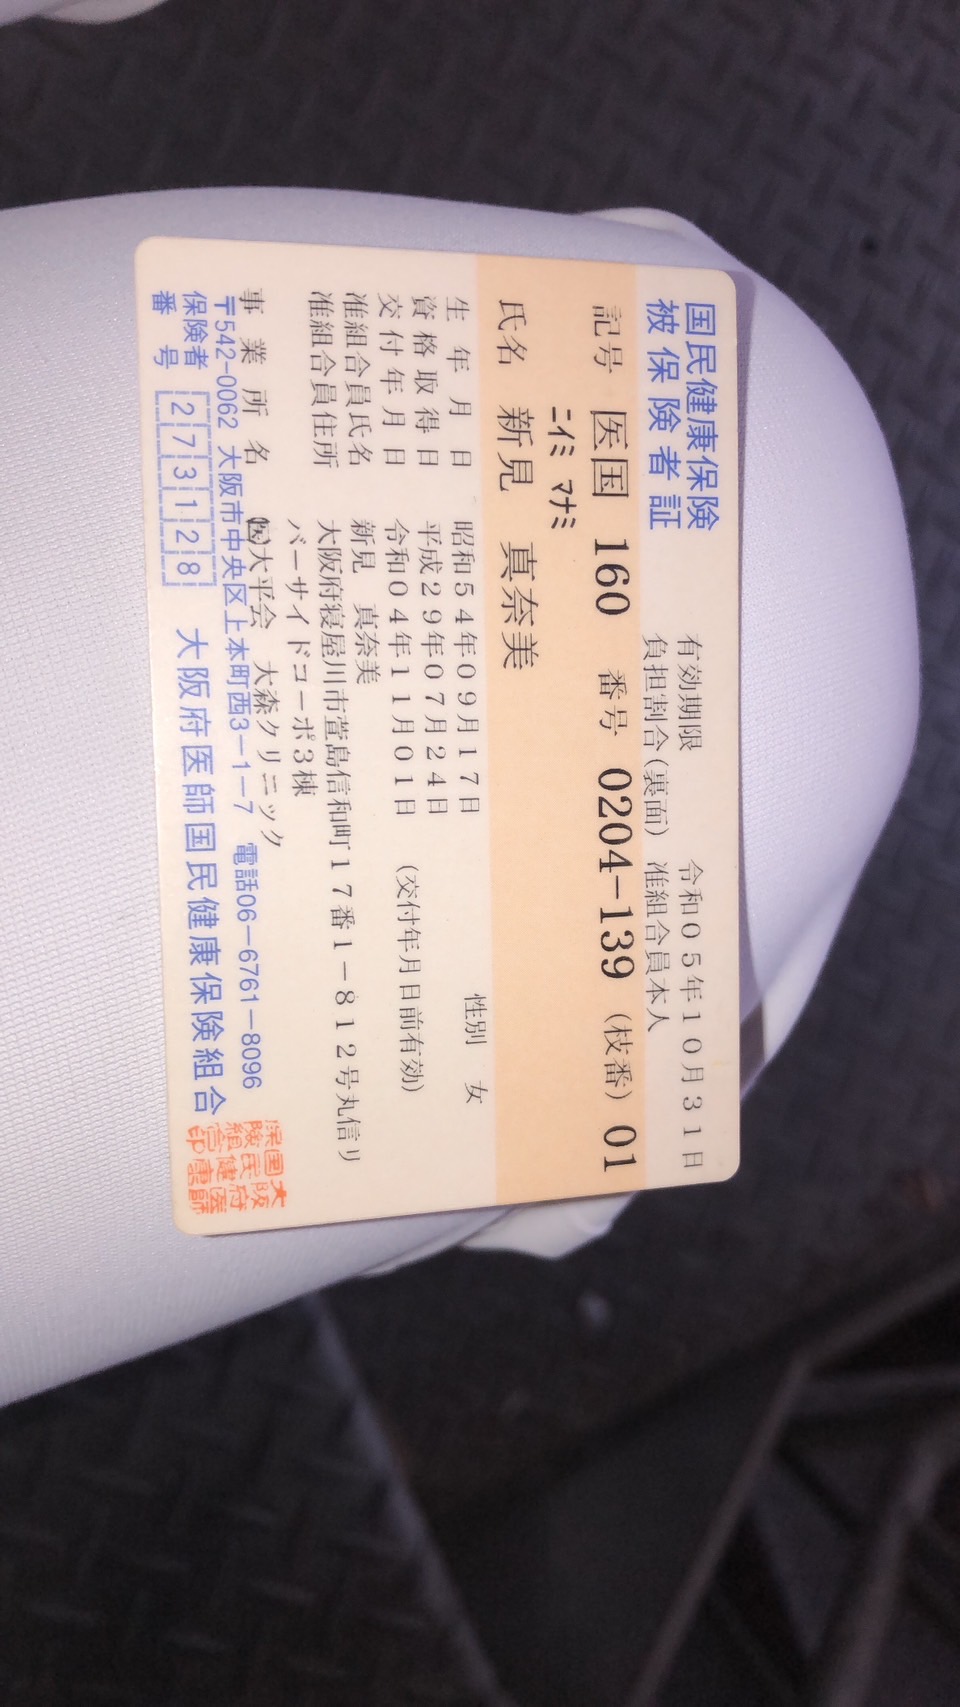 国民健康保険
被保険者証
有効期限 令和05年10月31日
負担割合(裏面) 准組合員本人
記号 医国 160 番号 0204-139 (枝番) 01
ニイミ マナミ
氏名 新見 真奈美
生年月日 昭和54年09月17日 性別 女
資格取得日 平成29年07月24日
交付年月日 令和04年11月01日 (交付年月日前有効)
准組合員氏名 新見 真奈美
准組合員住所 大阪府寝屋川市萱島信和町17番1-812号丸信リ
バーサイドコーポ3棟
事業所名 (医)大平会 大森クリニック
〒542-0062 大阪市中央区上本町西3-1-7 電話06-6761-8096
保険者番号 273128 大阪府医師国民健康保険組合